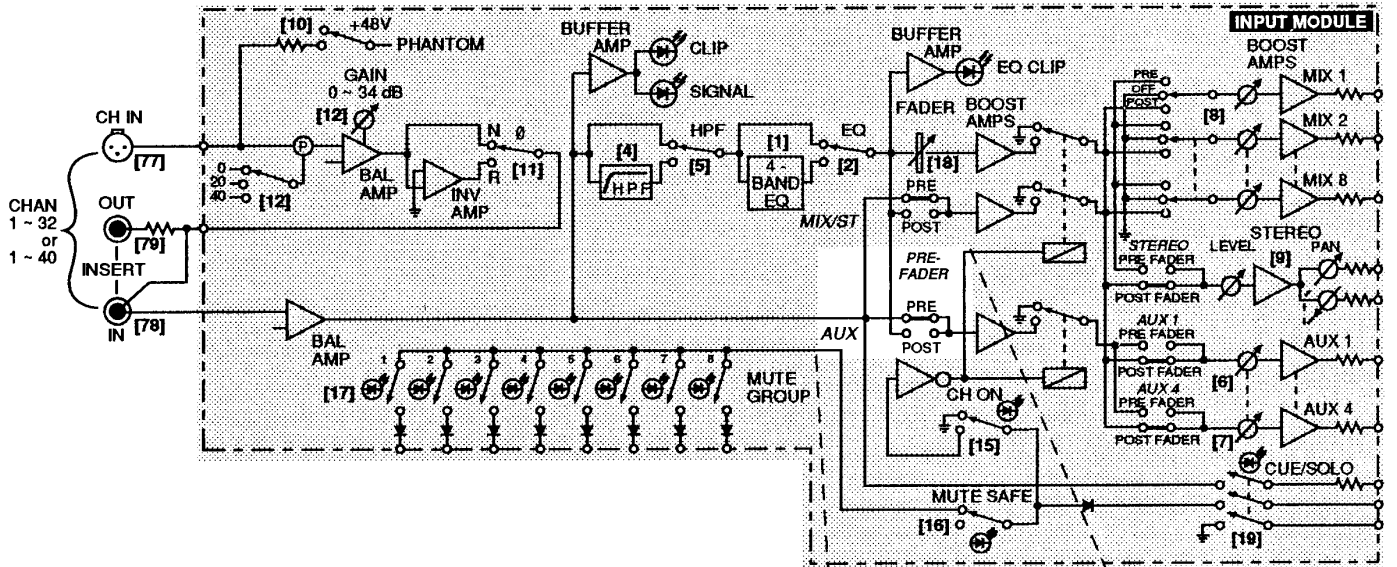 INPUT MODULE
[10]
+48V
PHANTOM
BUFFER
AMP
CLIP
SIGNAL
BUFFER
AMP
EQ CLIP
BOOST
AMPS
GAIN
0 ~ 34 dB
[12]
CH IN
[77]
P
0
20
40
[12]
BAL
AMP
INV
AMP
N
Ø
R
[11]
[4]
HPF
HPF
[5]
[1]
4 -
BAND
EQ
EQ
[2]
FADER
[18]
BOOST
AMPS
PRE
OFF
POST
[8]
MIX 1
MIX 2
MIX 8
CHAN
1 ~ 32
or
1 ~ 40
OUT
[79]
INSERT
IN
[78]
BAL
AMP
PRE
POST
MIX/ST
PRE-
FADER
PRE
POST
AUX
STEREO
PRE FADER
POST FADER
LEVEL
STEREO
[9]
PAN
AUX 1
PRE FADER
POST FADER
[6]
AUX 1
AUX 4
PRE FADER
POST FADER
[7]
AUX 4
1 2 3 4 5 6 7 8
[17]
MUTE
GROUP
CH ON
[15]
MUTE SAFE
[16]
CUE/SOLO
[19]